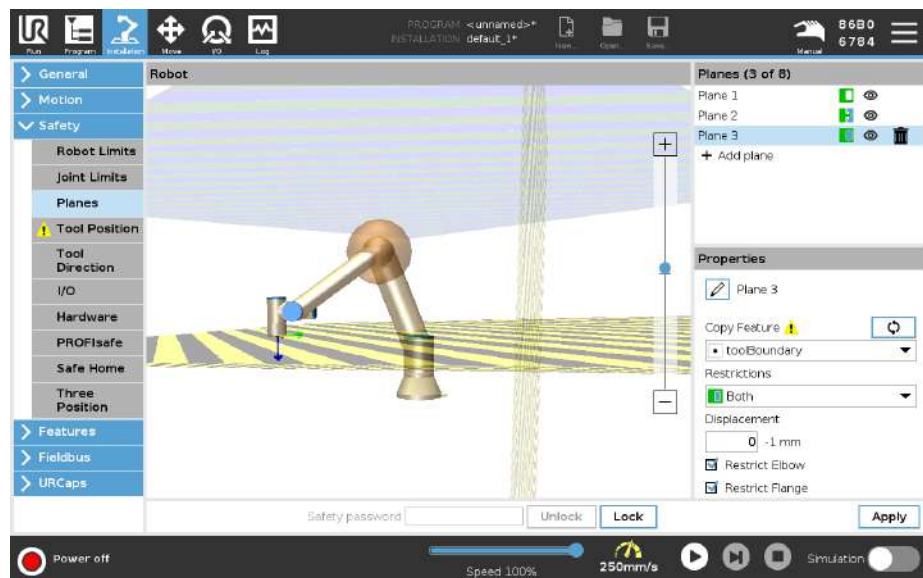 PROGRAM <unnamed>*
INSTALLATION default_1*
Run
Program
Installation
Move
I/O
Log
New...
Open...
Save...
Manual
86B0
6784
General
Motion
Safety
Robot Limits
Joint Limits
Planes
Tool Position
Tool
Direction
I/O
Hardware
PROFIsafe
Safe Home
Three
Position
Features
Fieldbus
URCaps
Robot
Planes (3 of 8)
Plane 1
Plane 2
Plane 3
+ Add plane
Properties
Plane 3
Copy Feature
toolBoundary
Restrictions
Both
Displacement
0 -1 mm
Restrict Elbow
Restrict Flange
Safety password
Unlock
Lock
Apply
Power off
Speed 100%
250mm/s
Simulation